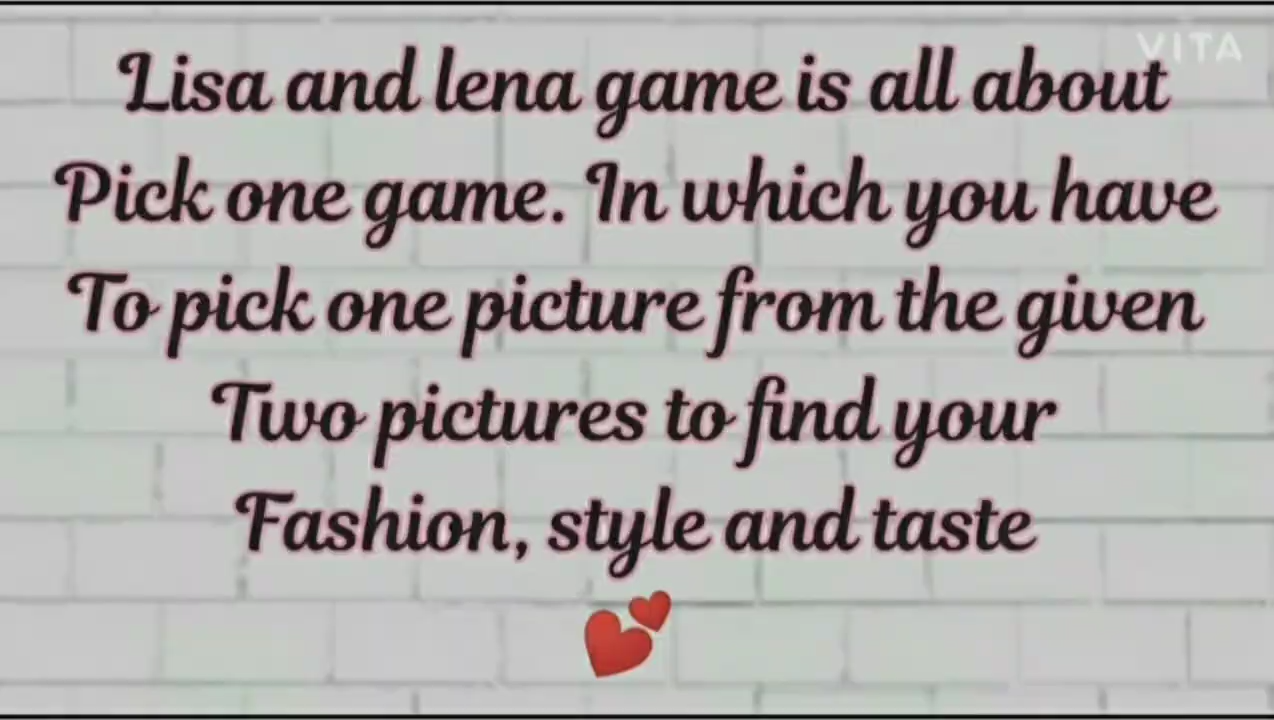 VITA
Lisa and lena game is all about
Pick one game. In which you have
To pick one picture from the given
Two pictures to find your
Fashion, style and taste